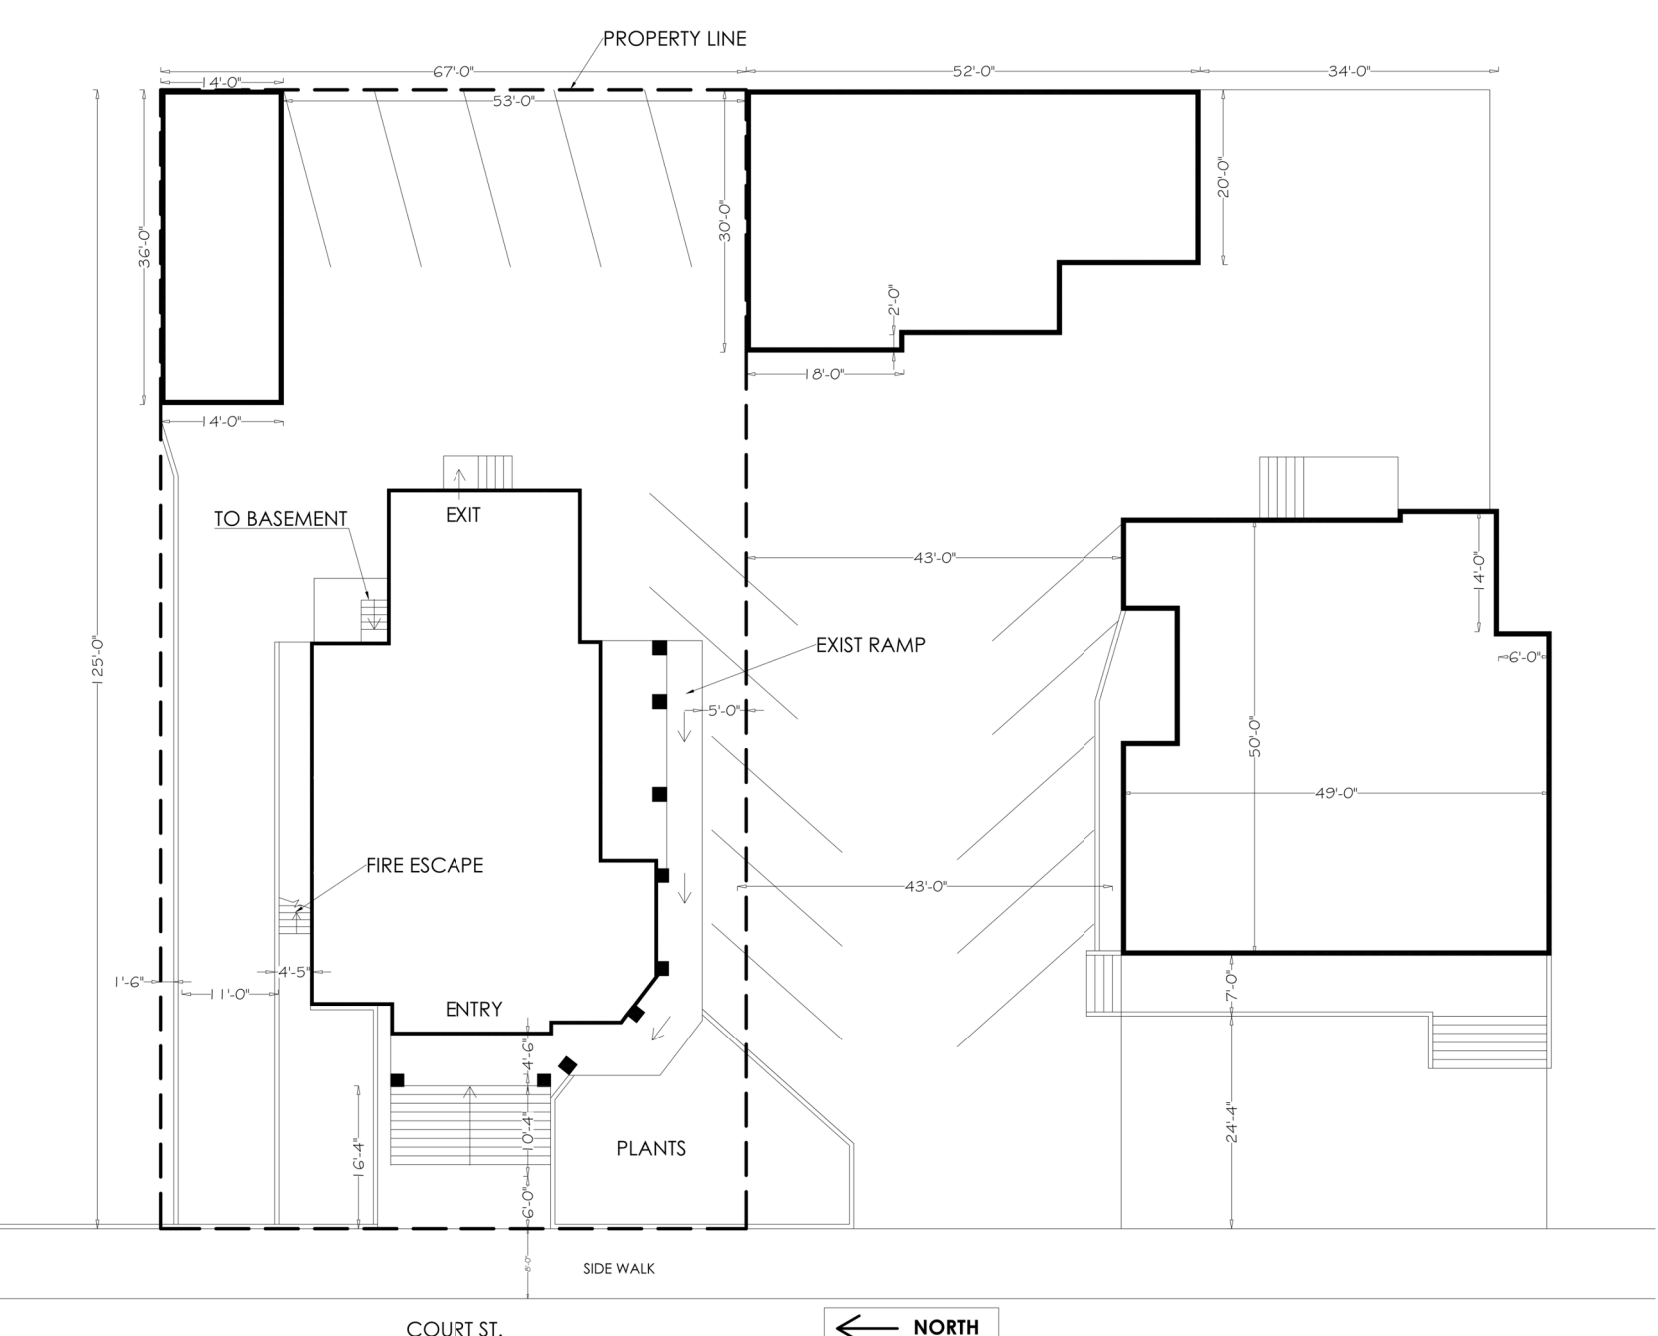 PROPERTY LINE
67'-0"
52'-0"
34'-0"
14'-0"
53'-0"
36'-0"
30'-0"
20'-0"
2'-0"
18'-0"
14'-0"
EXIT
TO BASEMENT
43'-0"
14'-0"
125'-0"
EXIST RAMP
6'-0"
5'-0"
50'-0"
49'-0"
FIRE ESCAPE
43'-0"
4'-5"
1'-6"
11'-0"
7'-0"
ENTRY
4'-6"
10'-4"
24'-4"
16'-4"
PLANTS
6'-0"
SIDE WALK
COURT ST.
NORTH